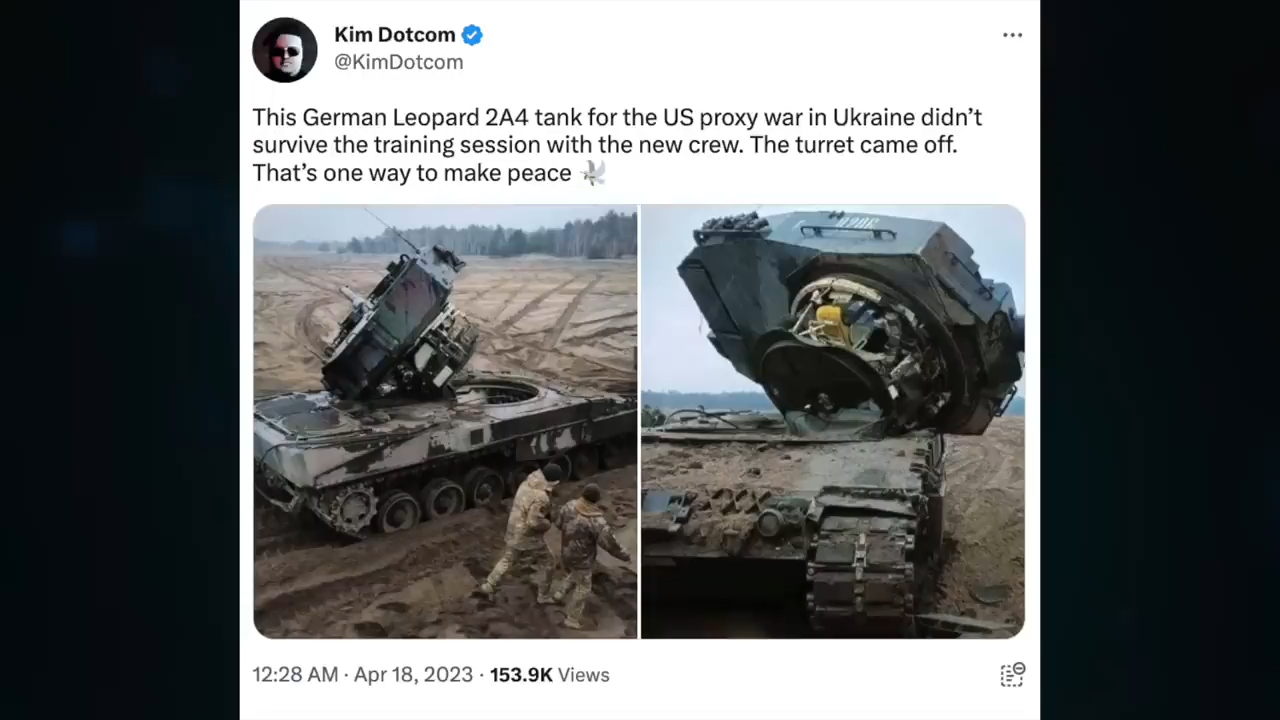 Kim Dotcom
@KimDotcom
This German Leopard 2A4 tank for the US proxy war in Ukraine didn’t
survive the training session with the new crew. The turret came off.
That’s one way to make peace 🕊️
12:28 AM · Apr 18, 2023 · 153.9K Views